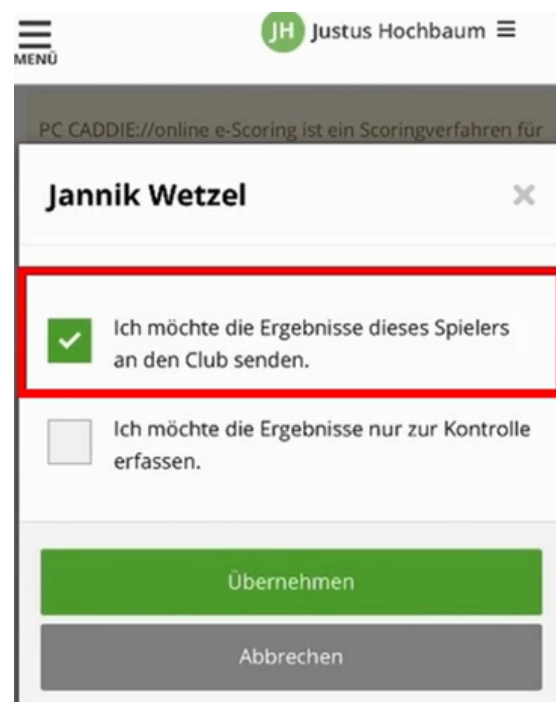 MENÜ
JH Justus Hochbaum
PC CADDIE://online e-Scoring ist ein Scoringverfahren für
Jannik Wetzel
Ich möchte die Ergebnisse dieses Spielers
an den Club senden.
Ich möchte die Ergebnisse nur zur Kontrolle
erfassen.
Übernehmen
Abbrechen